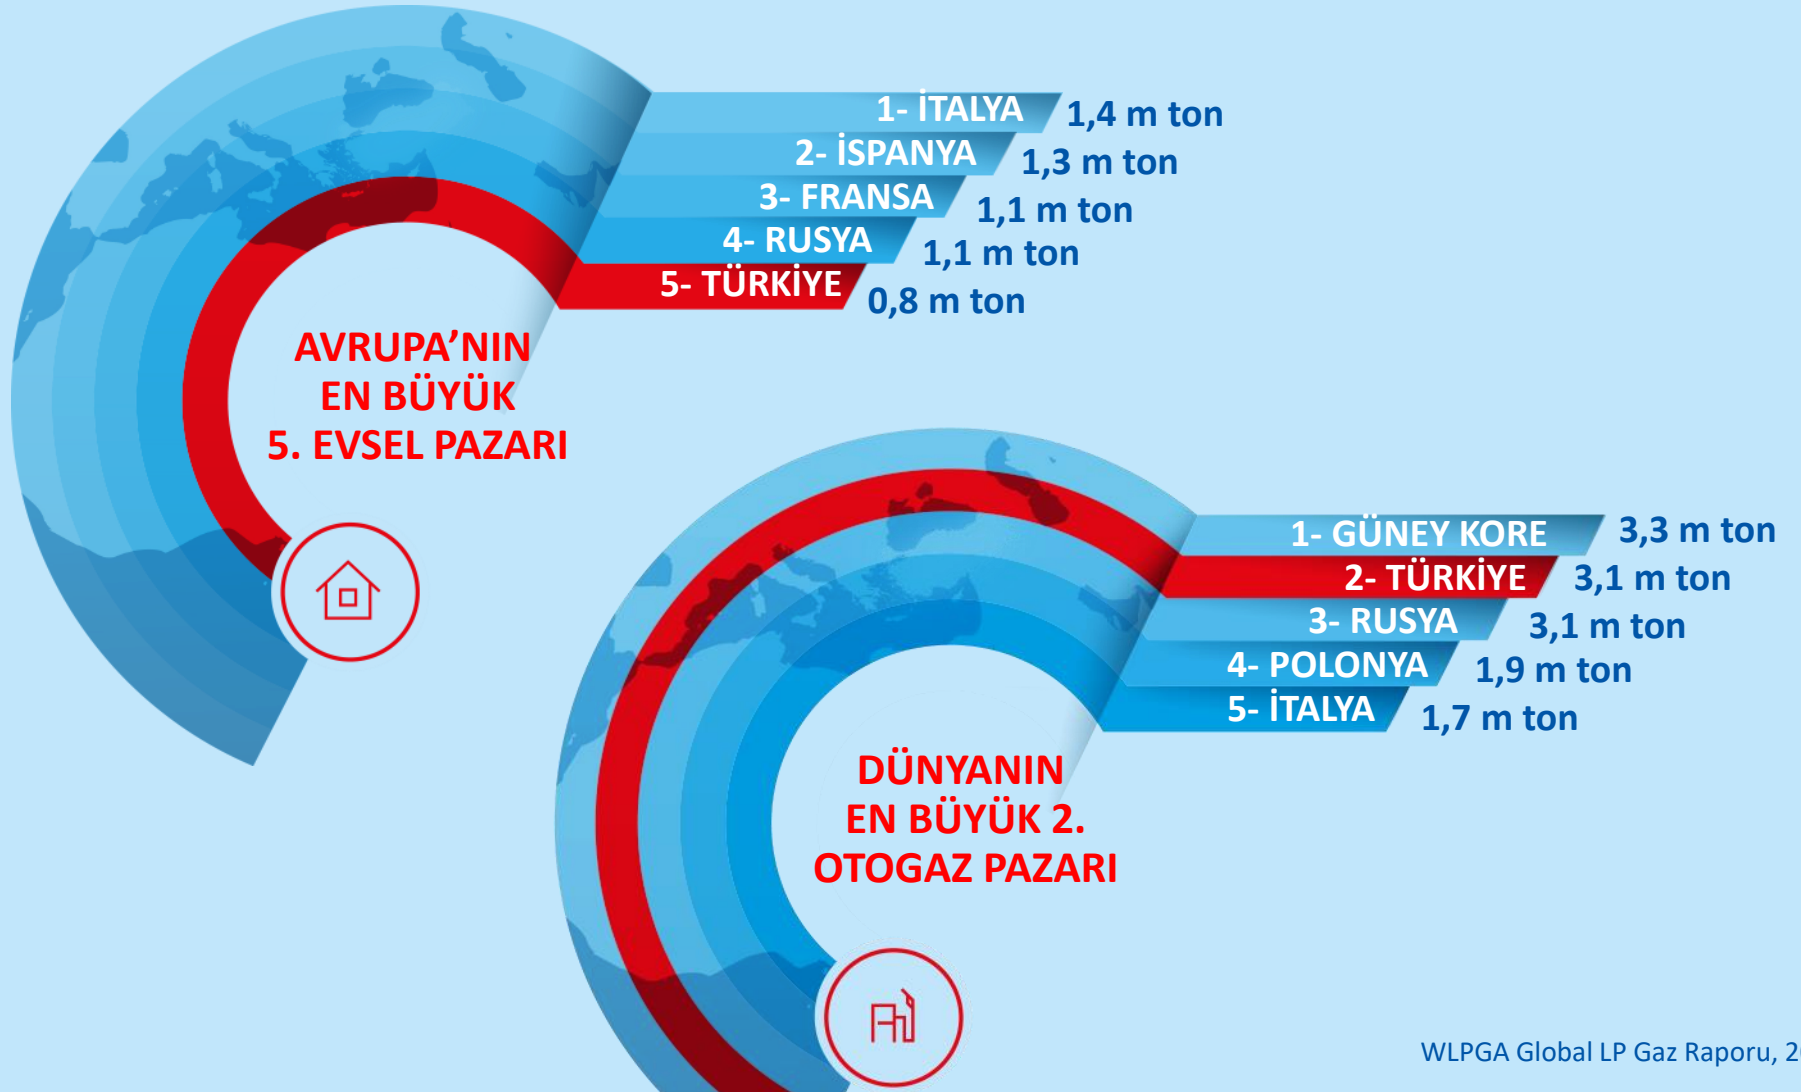 1- İTALYA 1,4 m ton
2- İSPANYA 1,3 m ton
3- FRANSA 1,1 m ton
4- RUSYA 1,1 m ton
5- TÜRKİYE 0,8 m ton
AVRUPA’NIN
EN BÜYÜK
5. EVSEL PAZARI
1- GÜNEY KORE 3,3 m ton
2- TÜRKİYE 3,1 m ton
3- RUSYA 3,1 m ton
4- POLONYA 1,9 m ton
5- İTALYA 1,7 m ton
DÜNYANIN
EN BÜYÜK 2.
OTOGAZ PAZARI
WLPGA Global LP Gaz Raporu,